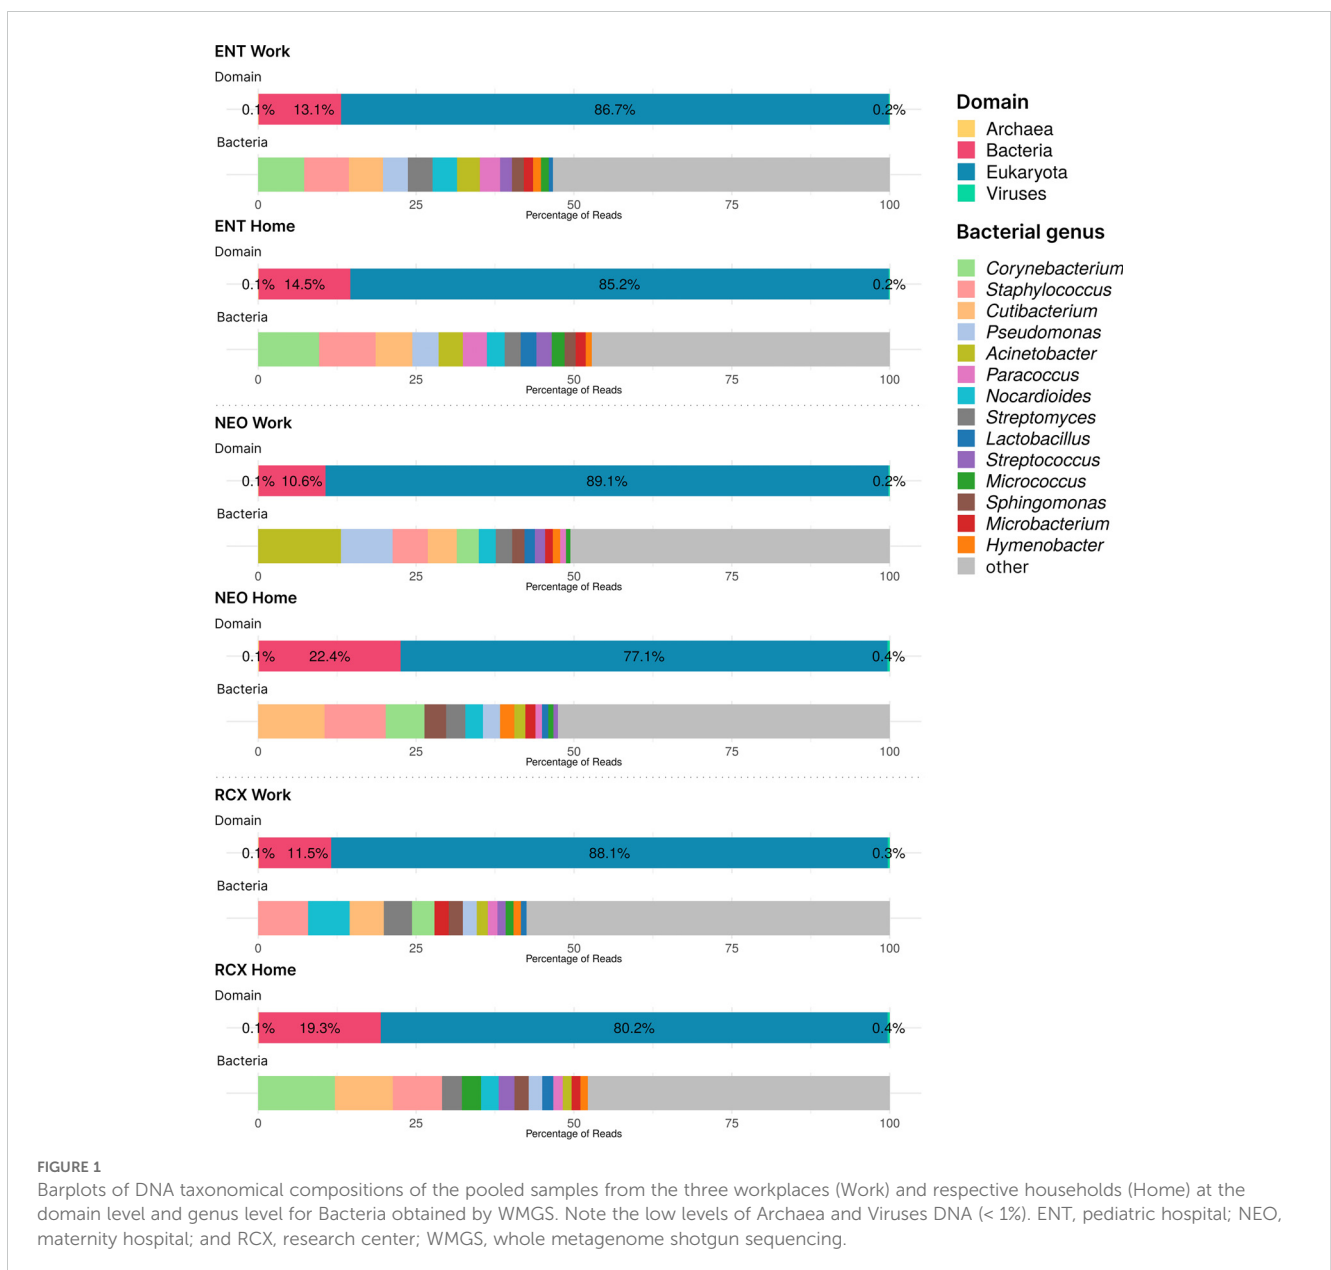 ENT Work
Domain
0.1% 13.1% 86.7% 0.2%
Bacteria
0 25 50 75 100
Percentage of Reads
ENT Home
Domain
0.1% 14.5% 85.2% 0.2%
Bacteria
0 25 50 75 100
Percentage of Reads
NEO Work
Domain
0.1% 10.6% 89.1% 0.2%
Bacteria
0 25 50 75 100
Percentage of Reads
NEO Home
Domain
0.1% 22.4% 77.1% 0.4%
Bacteria
0 25 50 75 100
Percentage of Reads
RCX Work
Domain
0.1% 11.5% 88.1% 0.3%
Bacteria
0 25 50 75 100
Percentage of Reads
RCX Home
Domain
0.1% 19.3% 80.2% 0.4%
Bacteria
0 25 50 75 100
Percentage of Reads
Domain
Archaea
Bacteria
Eukaryota
Viruses
Bacterial genus
Corynebacterium
Staphylococcus
Cutibacterium
Pseudomonas
Acinetobacter
Paracoccus
Nocardioides
Streptomyces
Lactobacillus
Streptococcus
Micrococcus
Sphingomonas
Microbacterium
Hymenobacter
other
FIGURE 1
Barplots of DNA taxonomical compositions of the pooled samples from the three workplaces (Work) and respective households (Home) at the
domain level and genus level for Bacteria obtained by WMGS. Note the low levels of Archaea and Viruses DNA (< 1%). ENT, pediatric hospital; NEO,
maternity hospital; and RCX, research center; WMGS, whole metagenome shotgun sequencing.